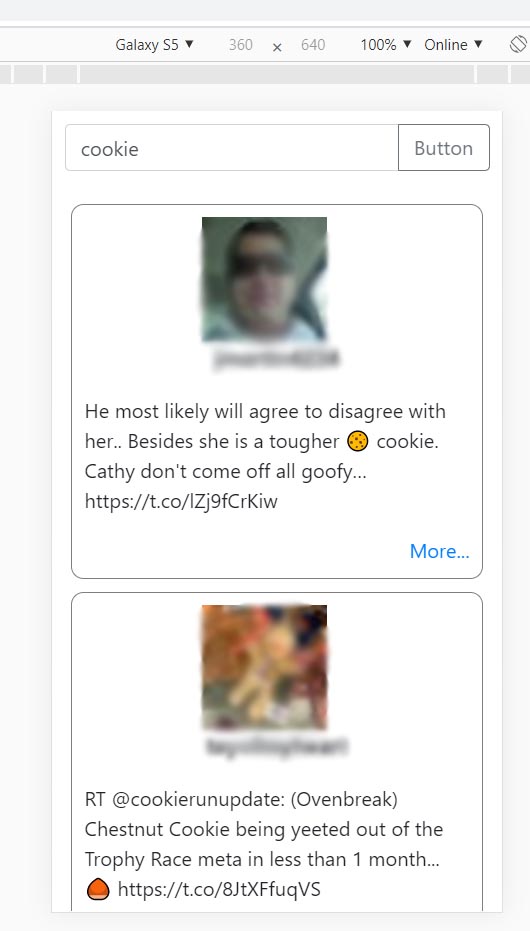 Galaxy S5 ▼ 360 × 640 100% ▼ Online ▼
cookie Button
He most likely will agree to disagree with
her.. Besides she is a tougher 🍪 cookie.
Cathy don't come off all goofy...
https://t.co/lZj9fCrKiw
More...
RT @cookierunupdate: (Ovenbreak)
Chestnut Cookie being yeeted out of the
Trophy Race meta in less than 1 month...
🌰 https://t.co/8JtXFfuqVS